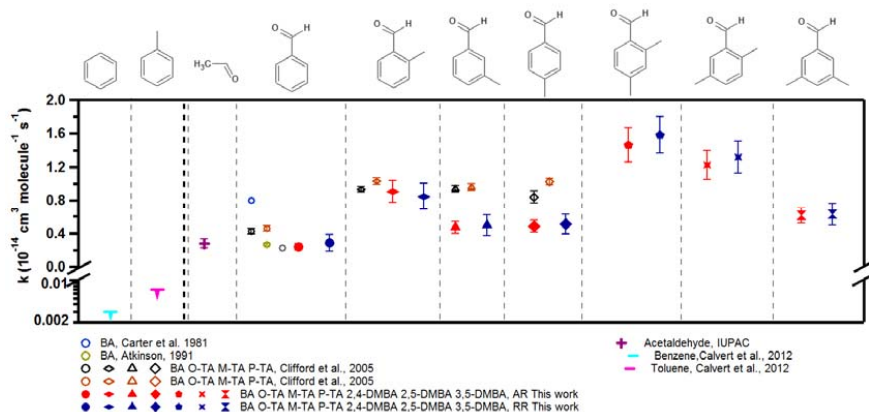 O H
O H
O H
O H
O H
O H
O H
H₃C O
2.0
1.6
1.2
0.8
0.4
0.0
0.01
0.002
k (10⁻¹⁴ cm³ molecule⁻¹ s⁻¹)
BA, Carter et al. 1981
BA, Atkinson, 1991
BA O-TA M-TA P-TA, Clifford et al., 2005
BA O-TA M-TA P-TA, Clifford et al., 2005
BA O-TA M-TA P-TA 2,4-DMBA 2,5-DMBA 3,5-DMBA, AR This work
BA O-TA M-TA P-TA 2,4-DMBA 2,5-DMBA 3,5-DMBA, RR This work
Acetaldehyde, IUPAC
Benzene,Calvert et al., 2012
Toluene, Calvert et al., 2012